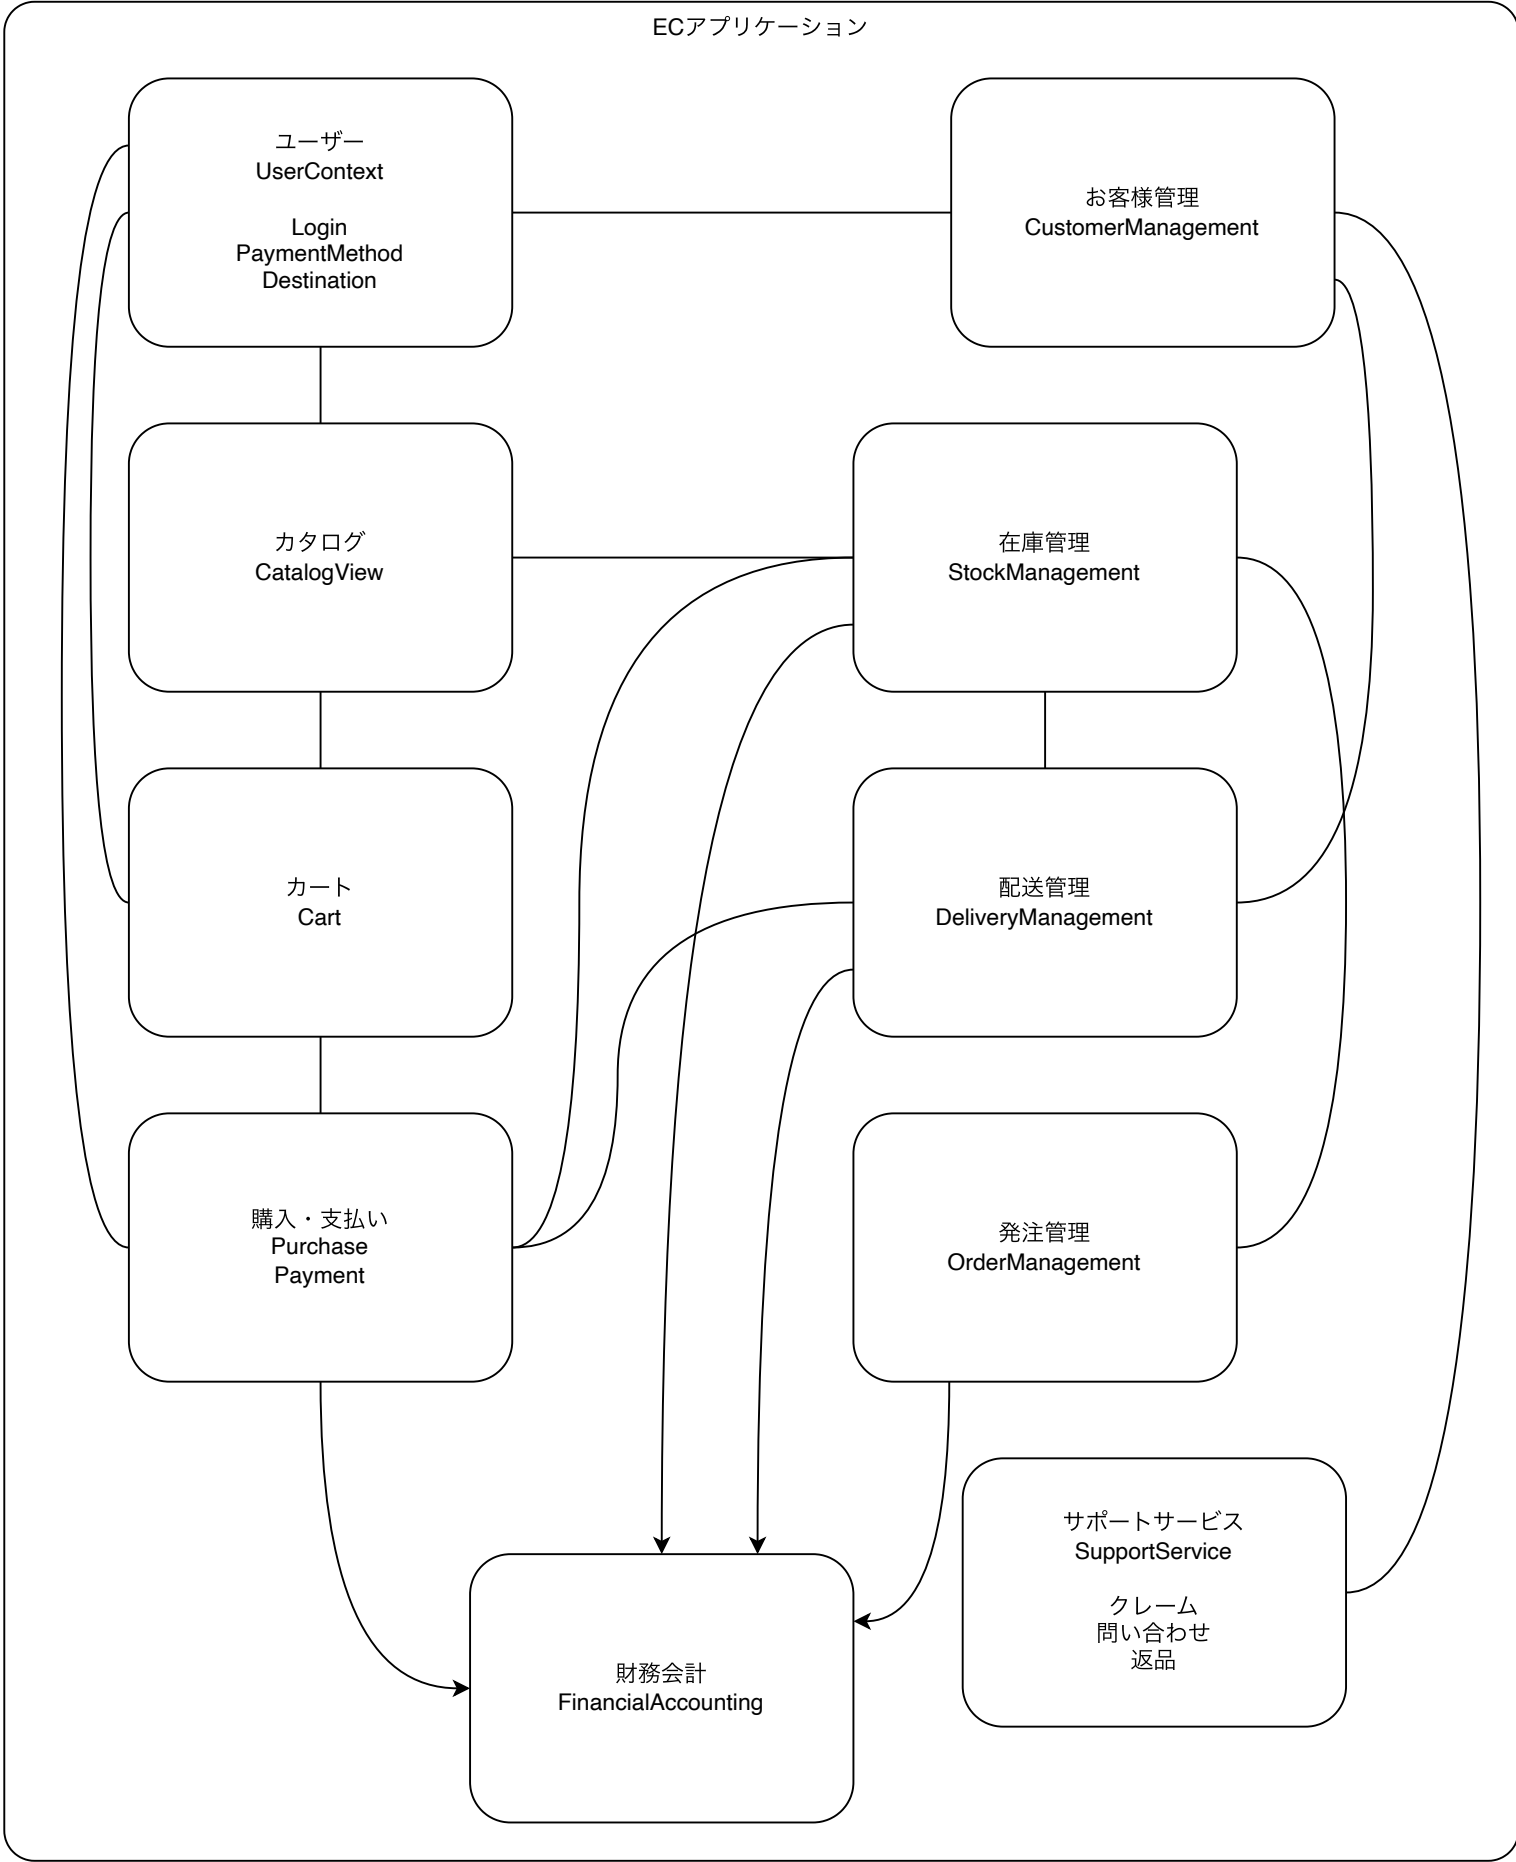 ECアプリケーション
ユーザー
UserContext
Login
PaymentMethod
Destination
お客様管理
CustomerManagement
カタログ
CatalogView
在庫管理
StockManagement
カート
Cart
配送管理
DeliveryManagement
購入・支払い
Purchase
Payment
発注管理
OrderManagement
サポートサービス
SupportService
クレーム
問い合わせ
返品
財務会計
FinancialAccounting